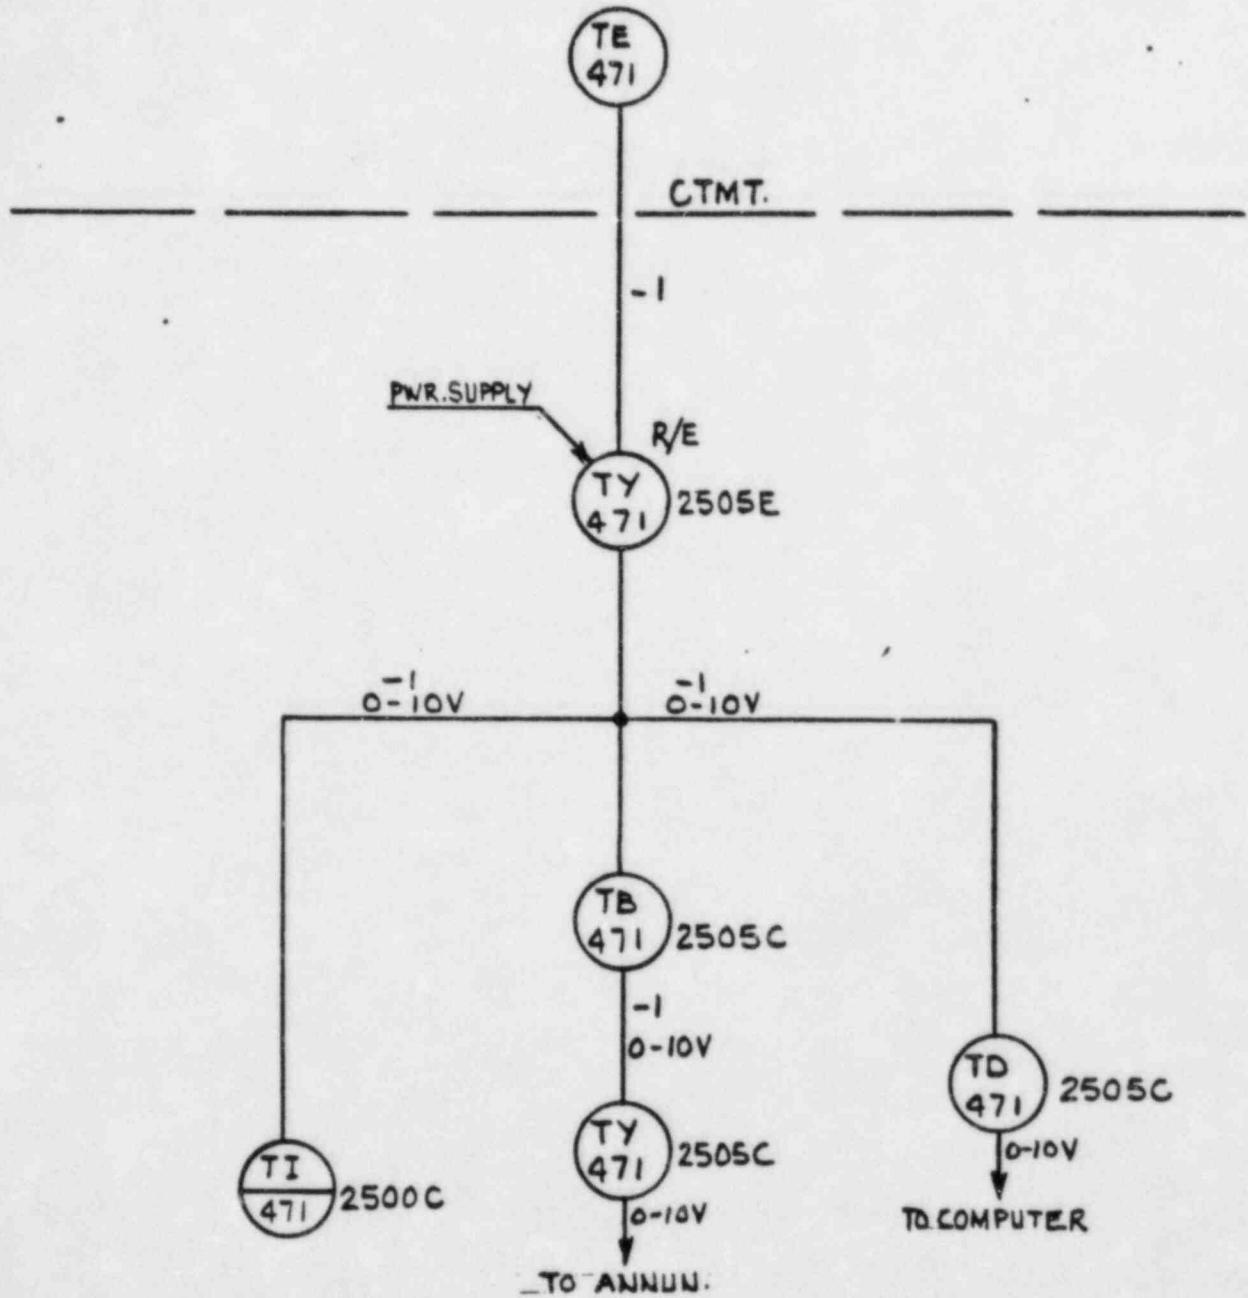 TE
471
CTMT.
-1
PWR. SUPPLY
R/E
TY
471
2505E
-1
0-10V
-1
0-10V
TB
471
2505C
-1
0-10V
TD
471
2505C
0-10V
TO COMPUTER
TY
471
2505C
0-10V
TO ANNUN.
TI
471
2500C